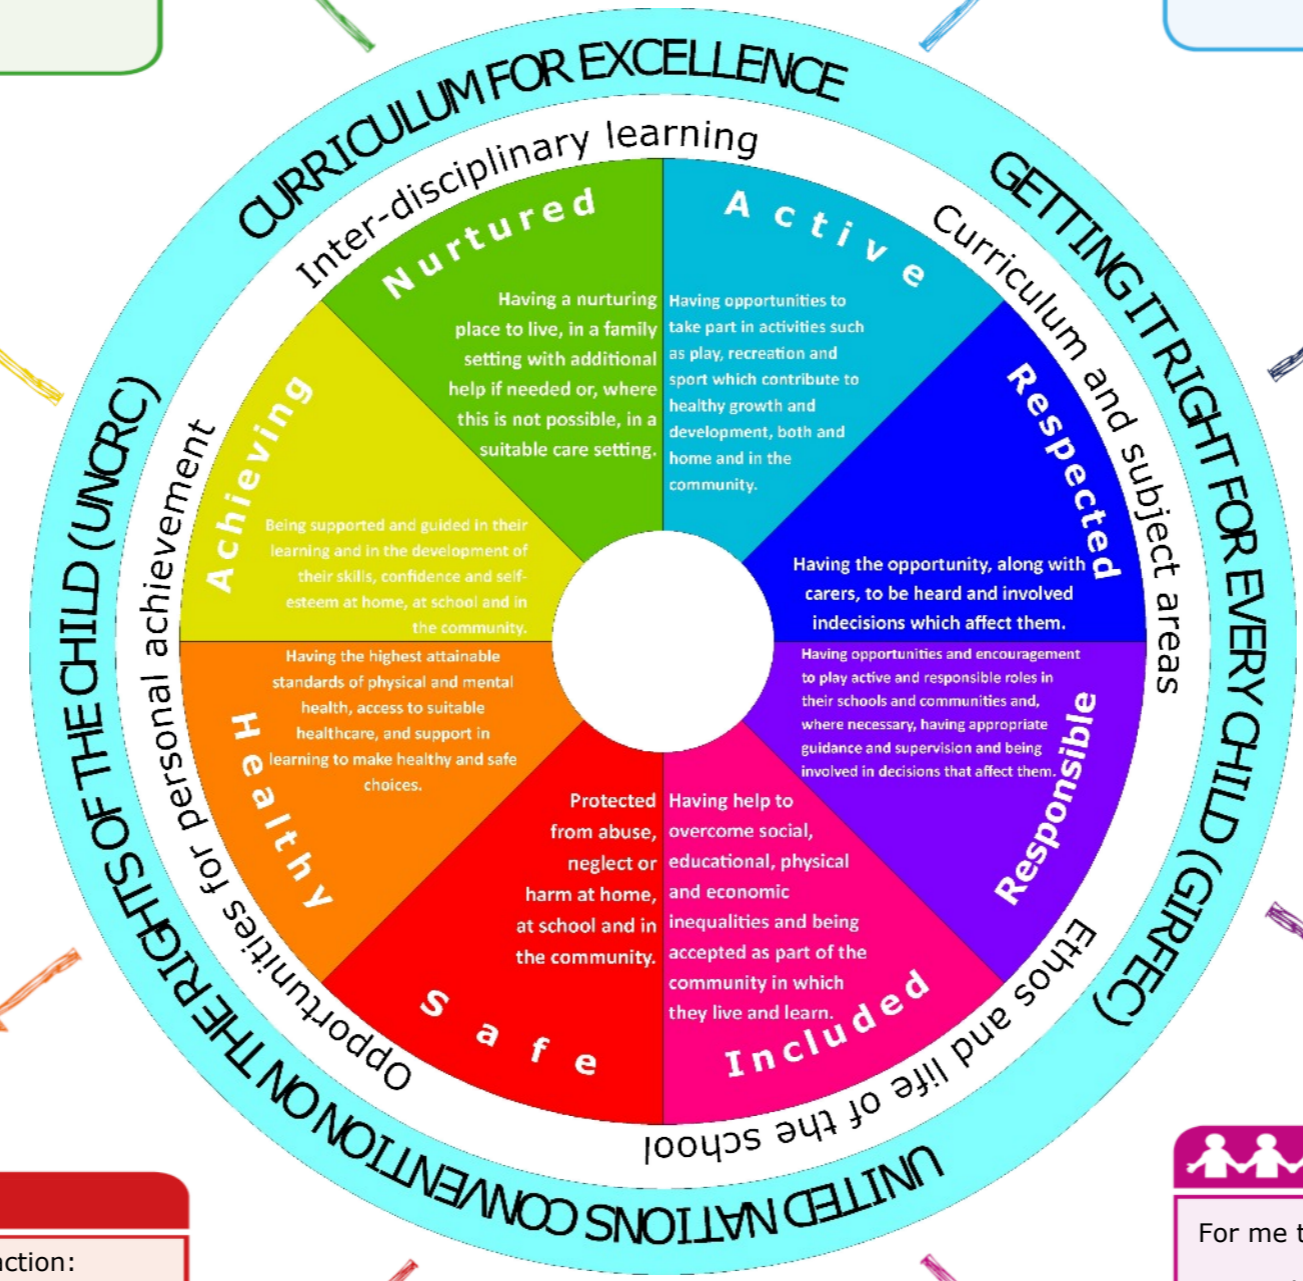 CURRICULUM FOR EXCELLENCE
GETTING IT RIGHT FOR EVERY CHILD (GIRFEC)
UNITED NATIONS CONVENTION ON THE RIGHTS OF THE CHILD (UNCRC)
Inter-disciplinary learning
Curriculum and subject areas
Ethos and life of the school
Opportunities for personal achievement
Nurtured
Having a nurturing
place to live, in a family
setting with additional
help if needed or, where
this is not possible, in a
suitable care setting.
Active
Having opportunities to
take part in activities such
as play, recreation and
sport which contribute to
healthy growth and
development, both and
home and in the
community.
Respected
Having the opportunity, along with
carers, to be heard and involved
indecisions which affect them.
Responsible
Having opportunities and encouragement
to play active and responsible roles in
their schools and communities and,
where necessary, having appropriate
guidance and supervision and being
involved in decisions that affect them.
Included
Having help to
overcome social,
educational, physical
and economic
inequalities and being
accepted as part of the
community in which
they live and learn.
Safe
Protected
from abuse,
neglect or
harm at home,
at school and in
the community.
Healthy
Having the highest attainable
standards of physical and mental
health, access to suitable
healthcare, and support in
learning to make healthy and safe
choices.
Achieving
Being supported and guided in their
learning and in the development of
their skills, confidence and self-
esteem at home, at school and in
the community.
For me